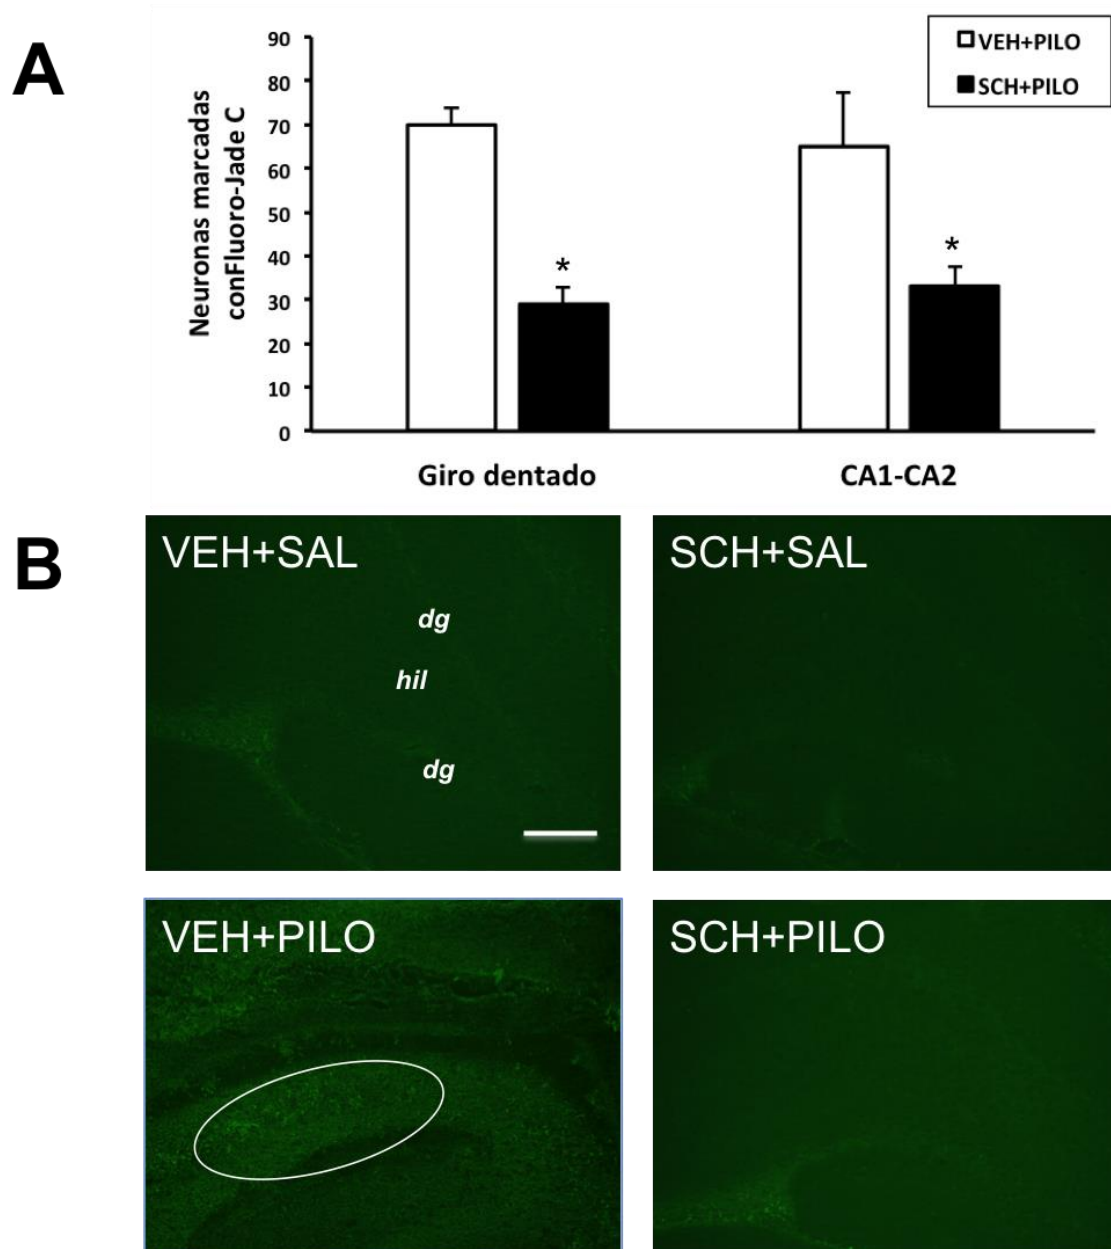 A
Neuronas marcadas
conFluoro-Jade C
90
80
70
60
50
40
30
20
10
0
VEH+PILO
SCH+PILO
*
*
Giro dentado
CA1-CA2
B
VEH+SAL
dg
hil
dg
SCH+SAL
VEH+PILO
SCH+PILO